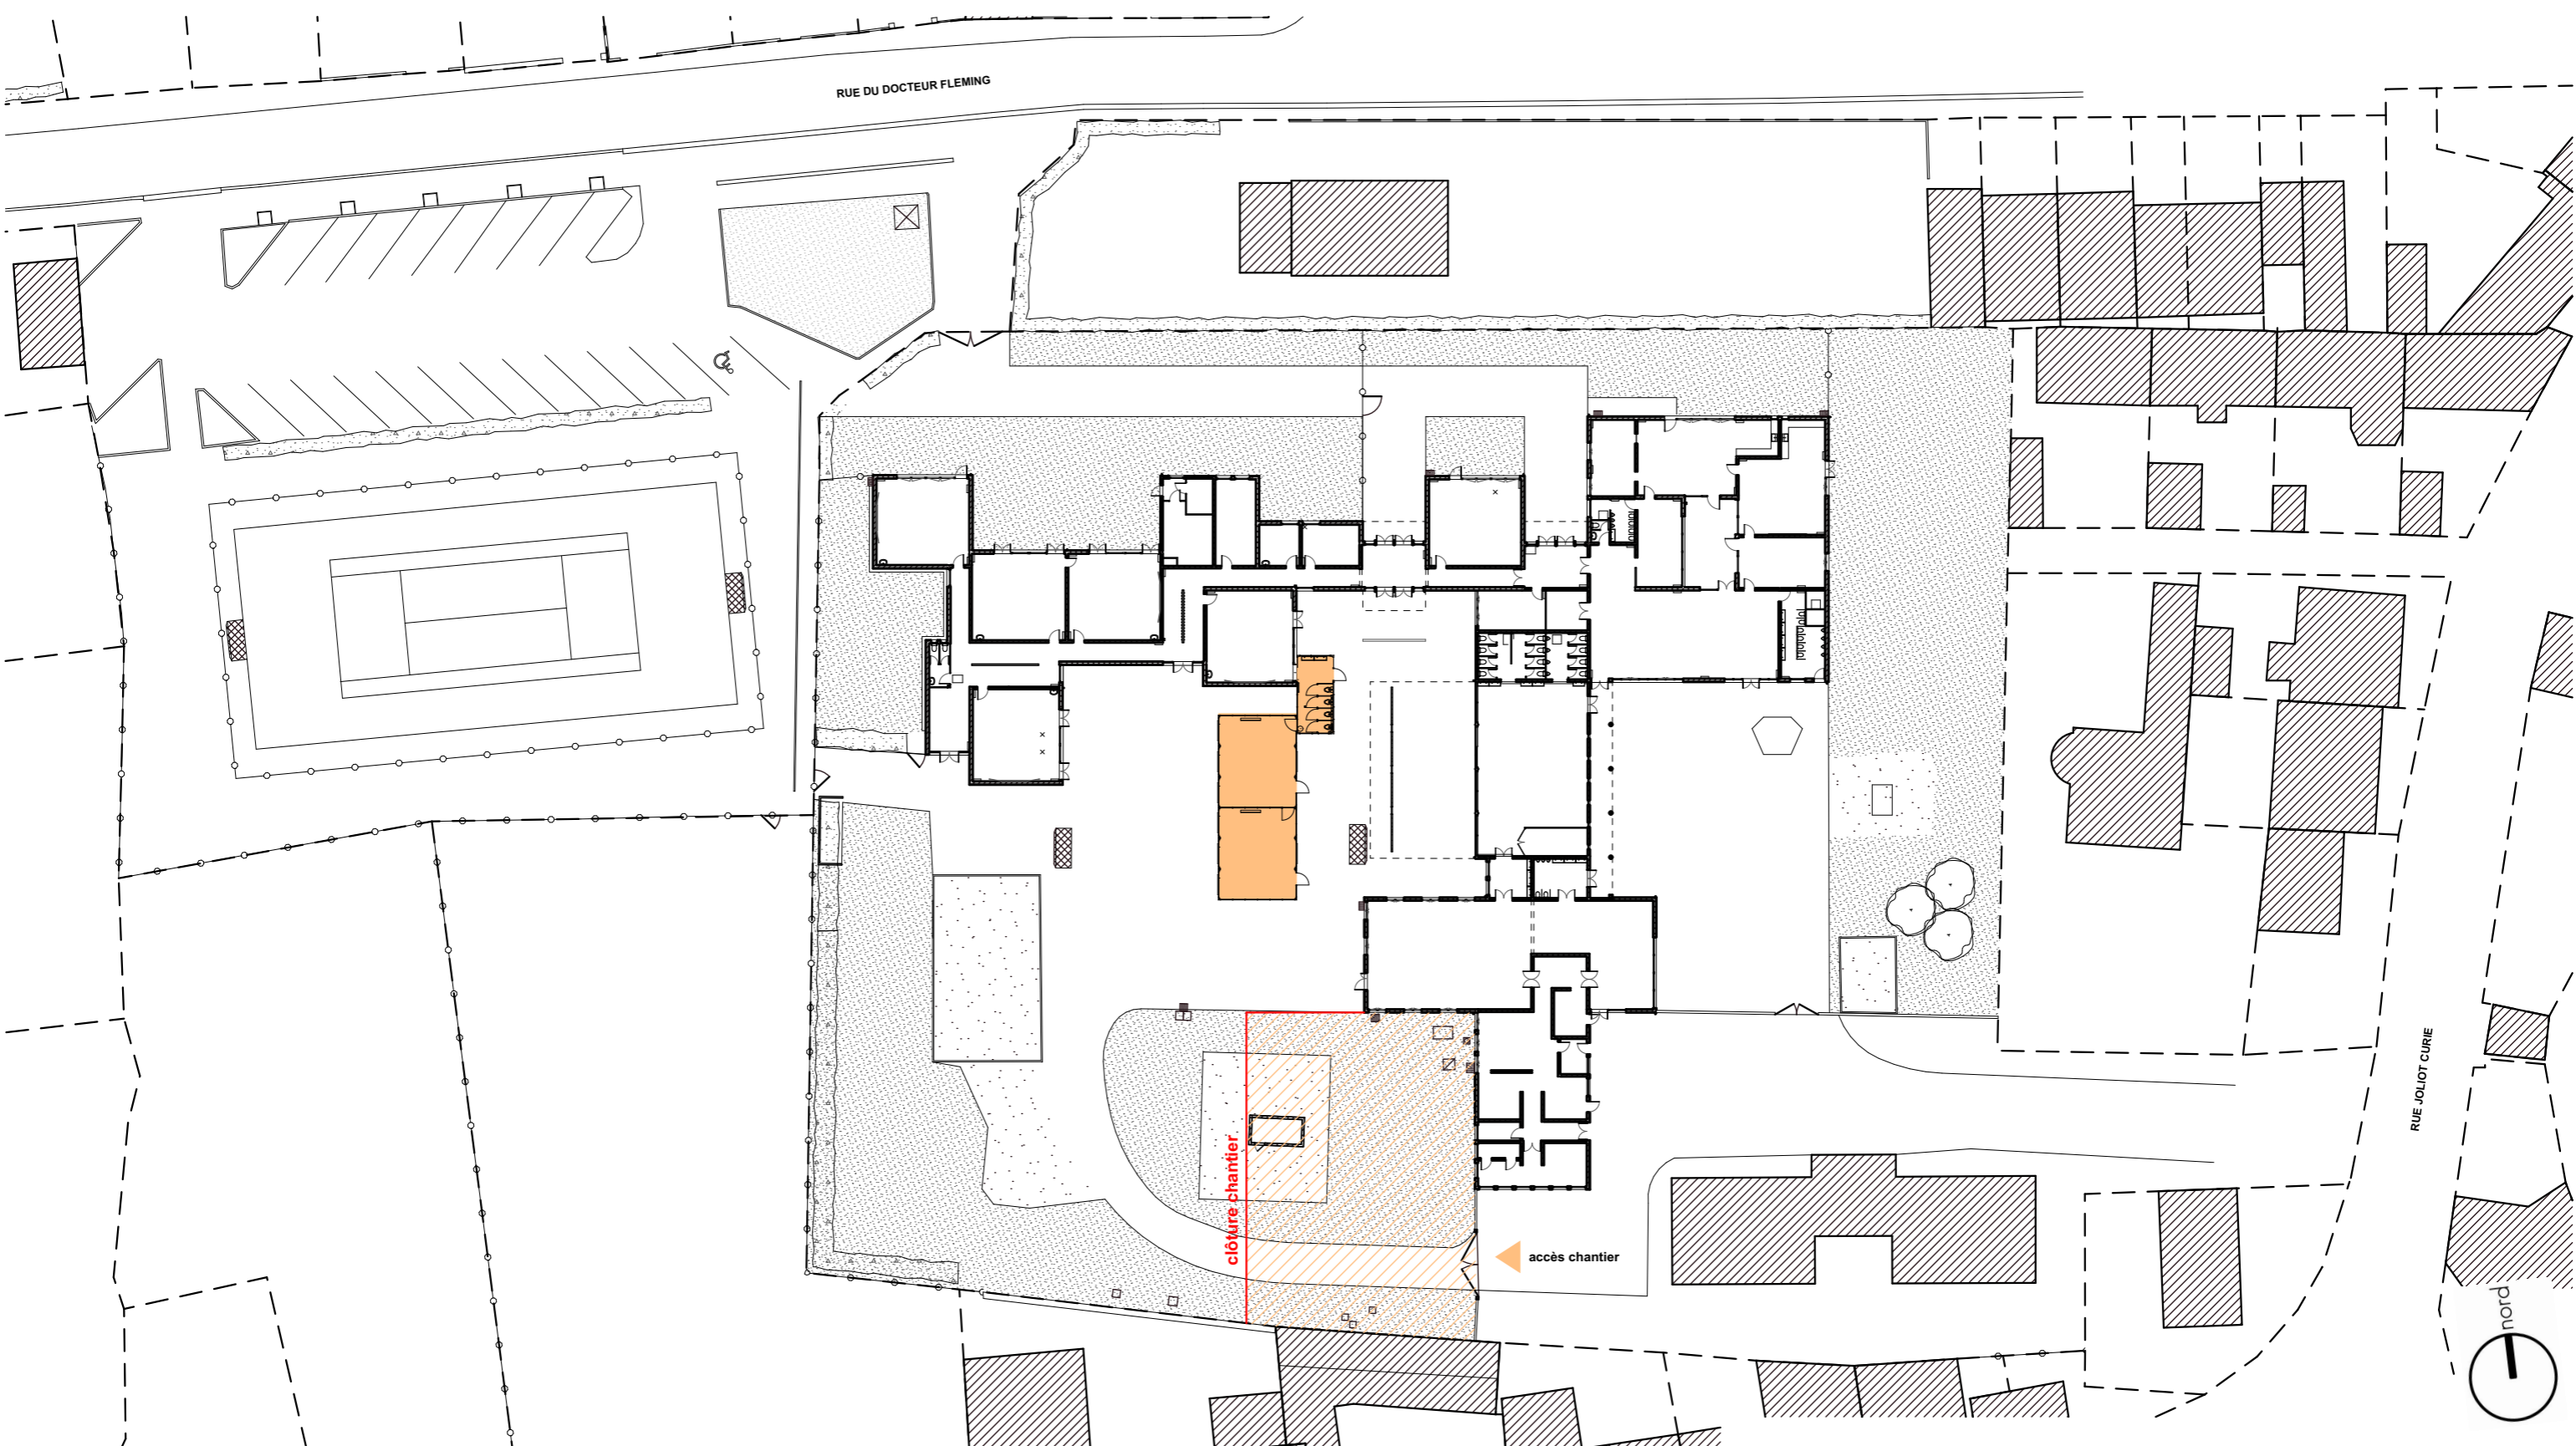 RUE DU DOCTEUR FLEMING
RUE JOLIOT CURIE
clôture chantier
accès chantier
nord